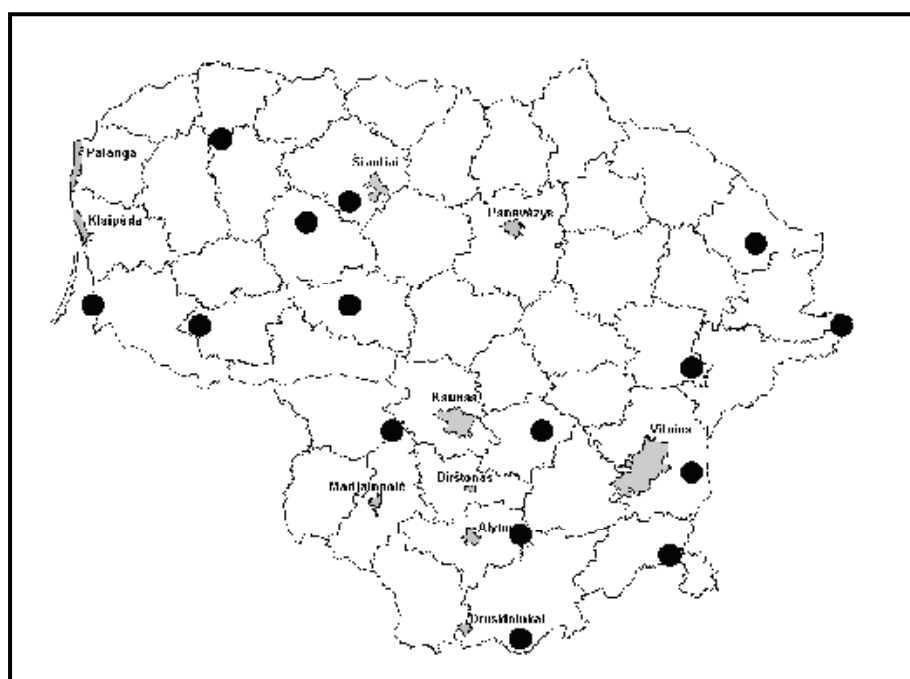 Palanga
Šiauliai
Klaipėda
Panevėžys
Kaunas
Vilnius
Birštonas
Marijampolė
Alytus
Druskininkai